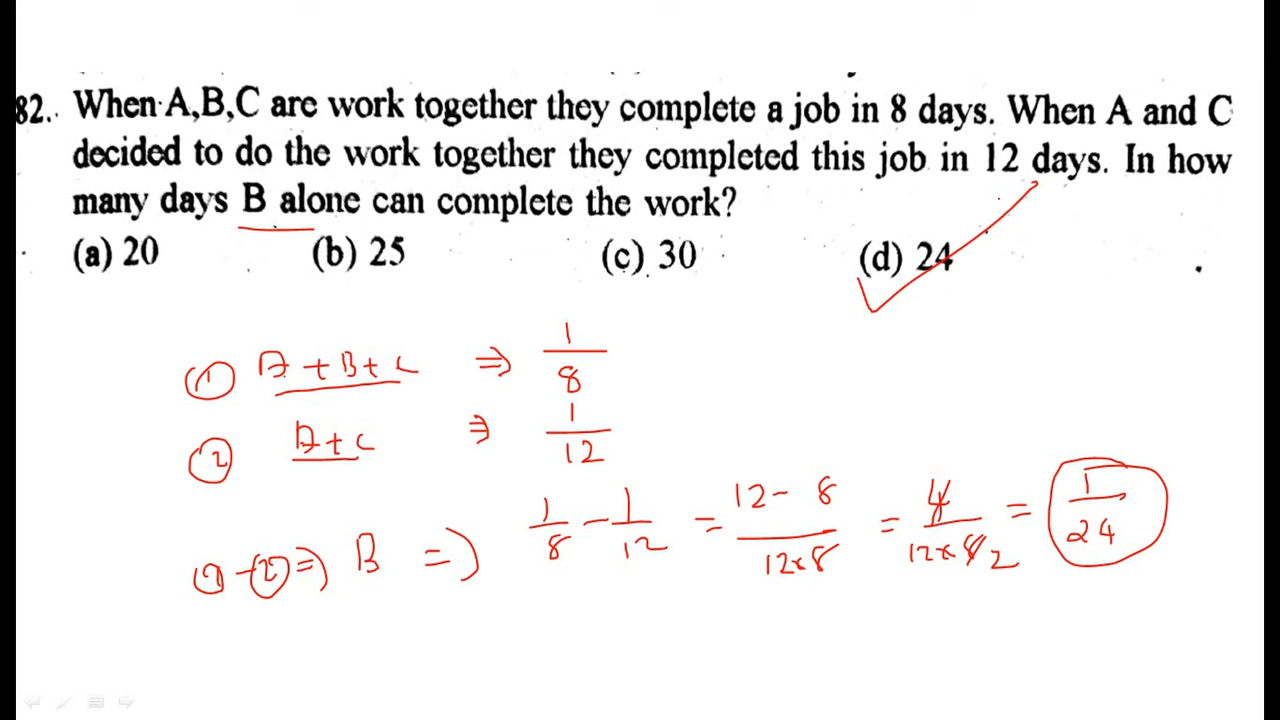 82. When A,B,C are work together they complete a job in 8 days. When A and C
decided to do the work together they completed this job in 12 days. In how
many days B alone can complete the work?
(a) 20 (b) 25 (c) 30 (d) 24
① A + B + C ⇒ 1/8
② A + C ⇒ 1/12
① - ② ⇒ B ⇒ 1/8 - 1/12 = 12 - 8 / 12×8 = 4 / 12×8 2 = 1/24